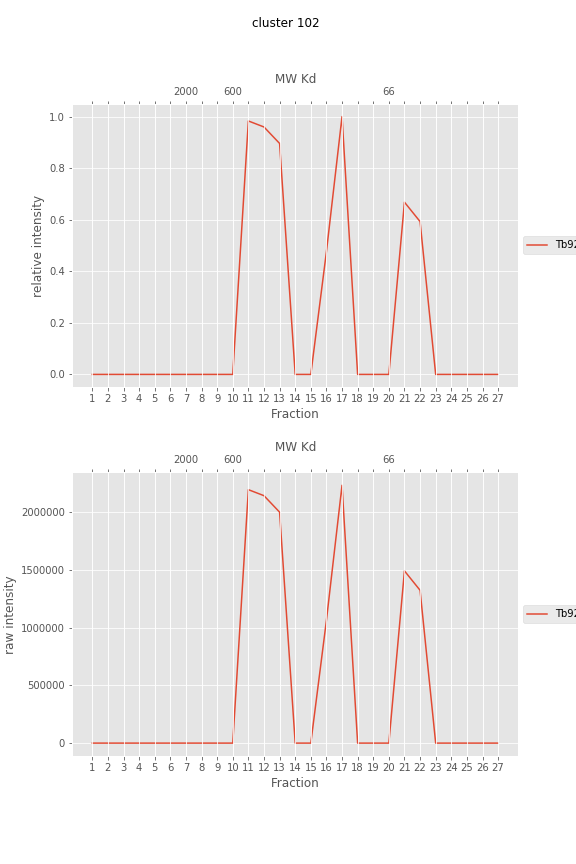 cluster 102
MW Kd
2000 600 66
1.0
0.8
0.6
0.4
0.2
0.0
relative intensity
Tb92
1 2 3 4 5 6 7 8 9 10 11 12 13 14 15 16 17 18 19 20 21 22 23 24 25 26 27
Fraction
MW Kd
2000 600 66
2000000
1500000
1000000
500000
0
raw intensity
Tb92
1 2 3 4 5 6 7 8 9 10 11 12 13 14 15 16 17 18 19 20 21 22 23 24 25 26 27
Fraction